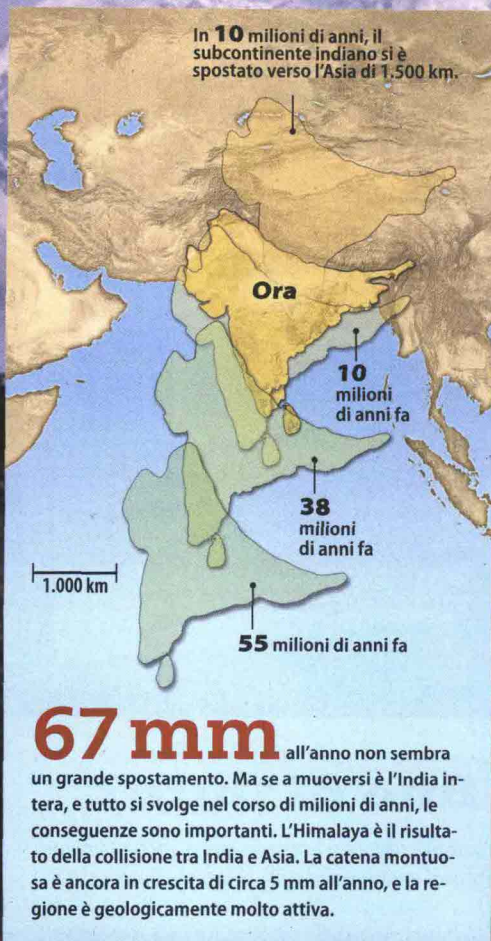 In 10 milioni di anni, il
subcontinente indiano si è
spostato verso l'Asia di 1.500 km.
Ora
10
milioni
di anni fa
38
milioni
di anni fa
1.000 km
55 milioni di anni fa
67 mm all'anno non sembra
un grande spostamento. Ma se a muoversi è l'India in-
tera, e tutto si svolge nel corso di milioni di anni, le
conseguenze sono importanti. L'Himalaya è il risulta-
to della collisione tra India e Asia. La catena montuo-
sa è ancora in crescita di circa 5 mm all'anno, e la re-
gione è geologicamente molto attiva.